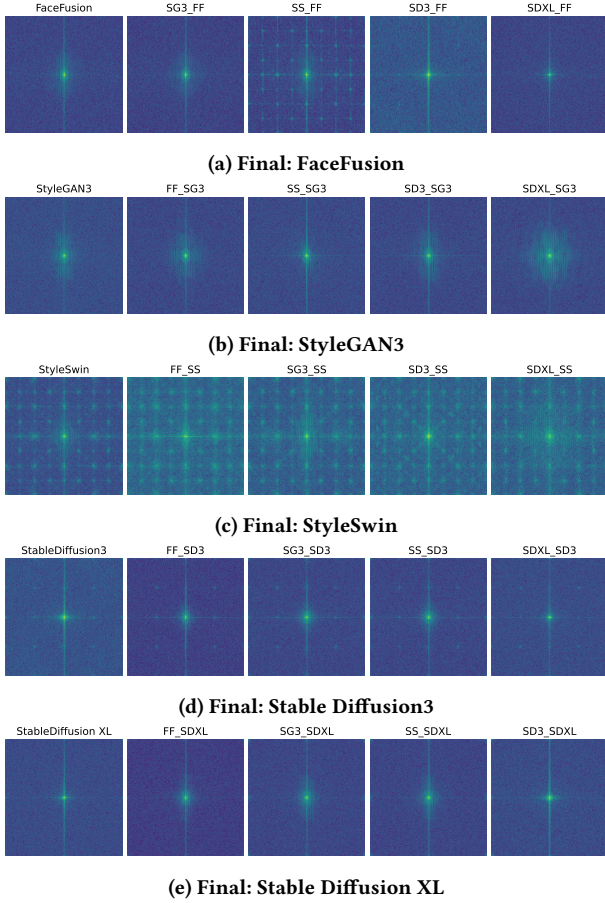 FaceFusion SG3_FF SS_FF SD3_FF SDXL_FF
(a) Final: FaceFusion
StyleGAN3 FF_SG3 SS_SG3 SD3_SG3 SDXL_SG3
(b) Final: StyleGAN3
StyleSwin FF_SS SG3_SS SD3_SS SDXL_SS
(c) Final: StyleSwin
StableDiffusion3 FF_SD3 SG3_SD3 SS_SD3 SDXL_SD3
(d) Final: Stable Diffusion3
StableDiffusion XL FF_SDXL SG3_SDXL SS_SDXL SD3_SDXL
(e) Final: Stable Diffusion XL